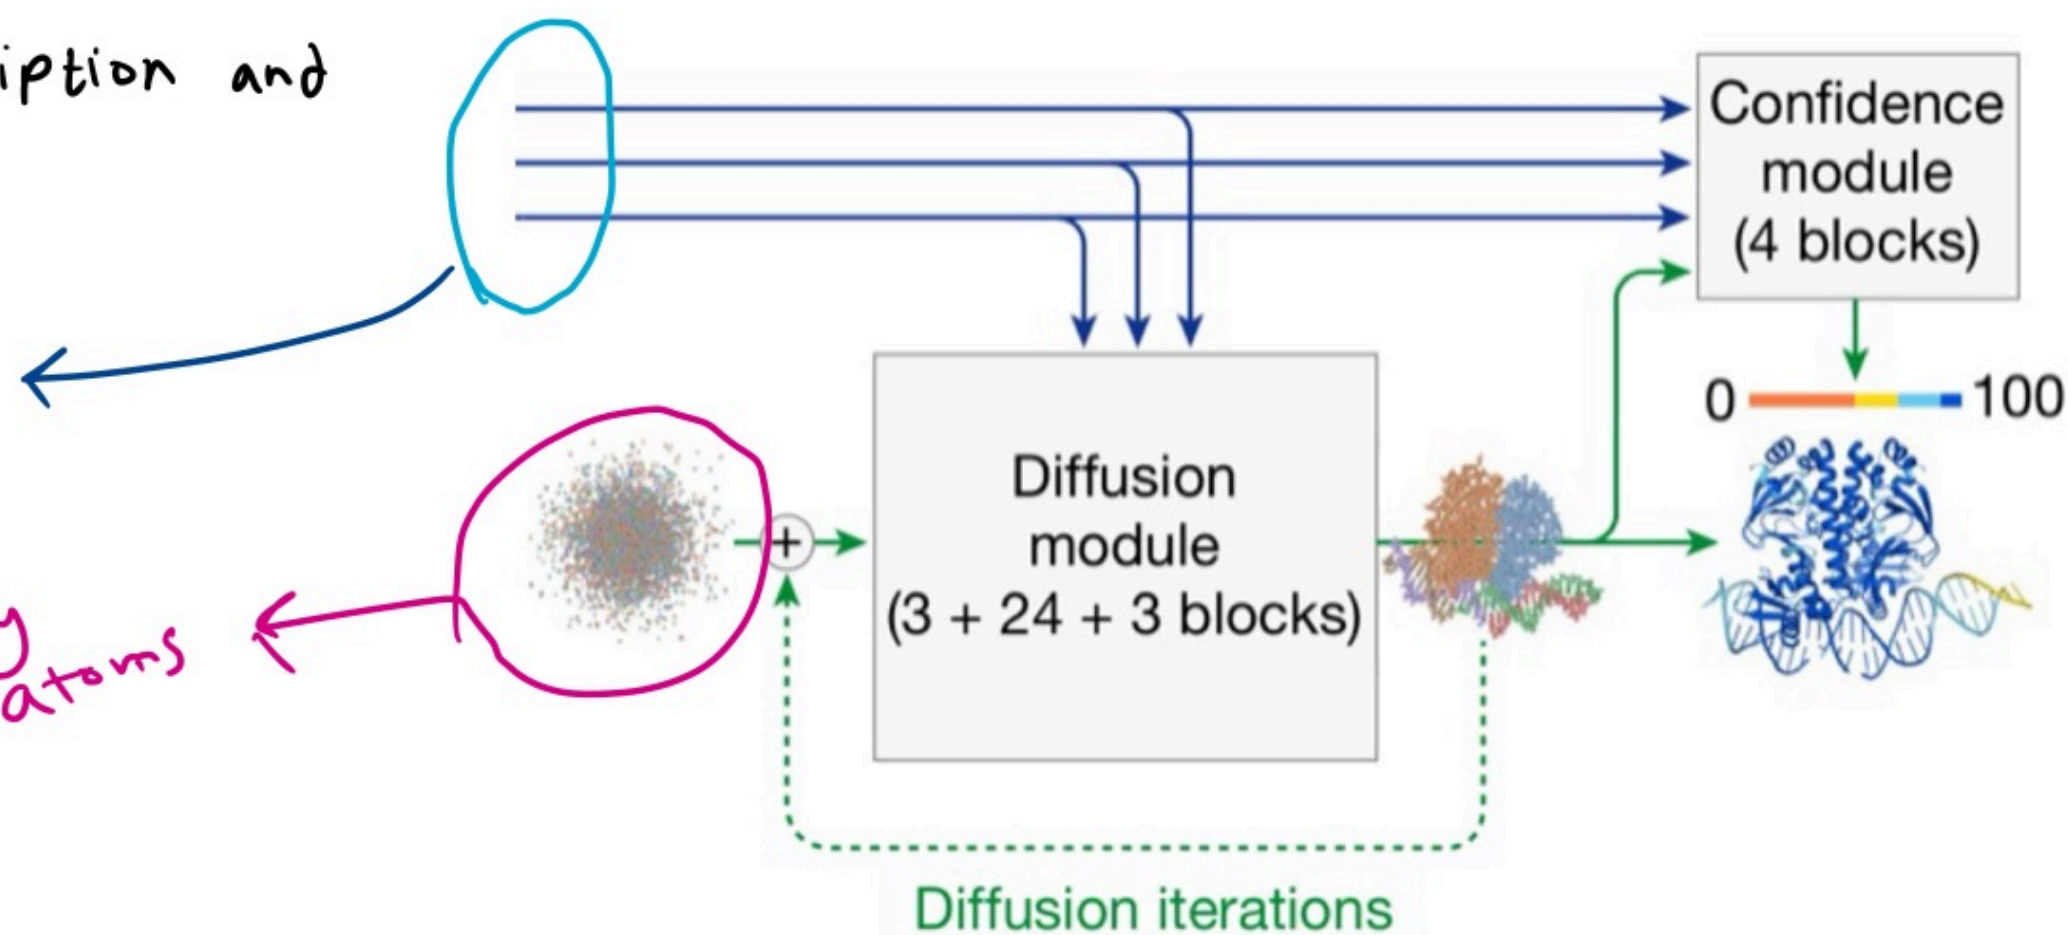 iption and
Confidence
module
(4 blocks)
0 100
Diffusion
module
(3 + 24 + 3 blocks)
+
y
atoms
Diffusion iterations